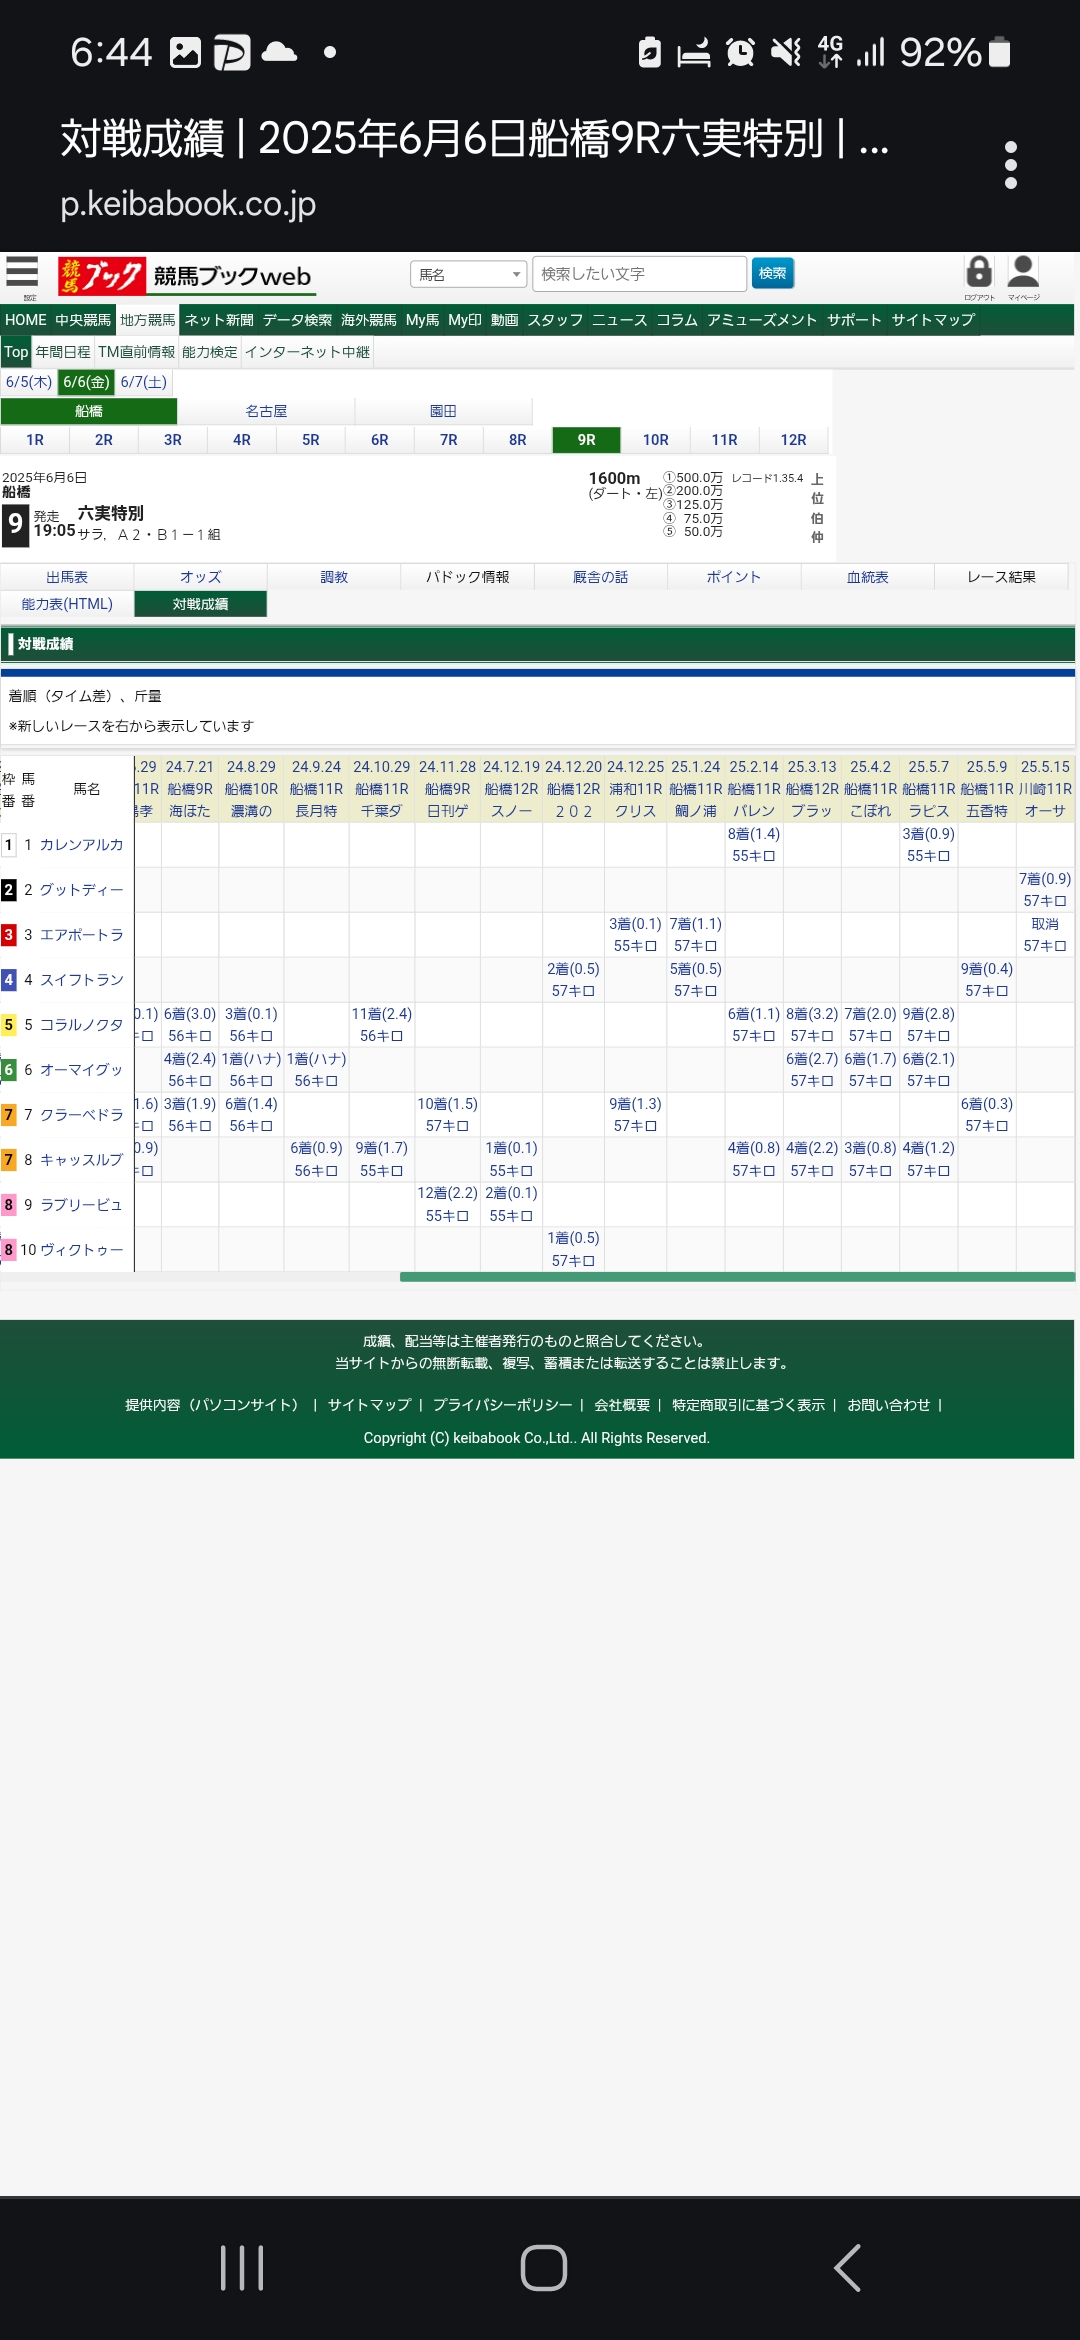 6:44 4G 92%
対戦成績 | 2025年6月6日船橋9R六実特別 | ...
p.keibabook.co.jp
設定 競馬ブック 競馬ブックweb 馬名 検索したい文字 検索 ログアウト マイページ
HOME 中央競馬 地方競馬 ネット新聞 データ検索 海外競馬 My馬 My印 動画 スタッフ ニュース コラム アミューズメント サポート サイトマップ
Top 年間日程 TM直前情報 能力検定 インターネット中継
6/5(木) 6/6(金) 6/7(土)
船橋 名古屋 園田
1R 2R 3R 4R 5R 6R 7R 8R 9R 10R 11R 12R
2025年6月6日
船橋
9 発走 19:05 六実特別
サラ, Ａ２・Ｂ１－１組
1600m
(ダート・左)
①500.0万
②200.0万
③125.0万
④ 75.0万
⑤ 50.0万
レコード1.35.4
上位 伯仲
出馬表 オッズ 調教 パドック情報 厩舎の話 ポイント 血統表 レース結果
能力表(HTML) 対戦成績
対戦成績
着順（タイム差）、斤量
※新しいレースを右から表示しています
枠番 馬番 馬名
.29 24.7.21 24.8.29 24.9.24 24.10.29 24.11.28 24.12.19 24.12.20 24.12.25 25.1.24 25.2.14 25.3.13 25.4.2 25.5.7 25.5.9 25.5.15
11R 船橋9R 船橋10R 船橋11R 船橋11R 船橋9R 船橋12R 船橋12R 浦和11R 船橋11R 船橋11R 船橋12R 船橋11R 船橋11R 船橋11R 川崎11R
孝 海ほた 濃溝の 長月特 千葉ダ 日刊ゲ スノー ２０２ クリス 鯛ノ浦 バレン ブラッ こぼれ ラピス 五香特 オーサ
1 1 カレンアルカ 8着(1.4) 3着(0.9)
55キロ 55キロ
2 2 グットディー 7着(0.9)
57キロ
3 3 エアポートラ 3着(0.1) 7着(1.1) 取消
55キロ 57キロ 57キロ
4 4 スイフトラン 2着(0.5) 5着(0.5) 9着(0.4)
57キロ 57キロ 57キロ
5 5 コラルノクタ 0.1) 6着(3.0) 3着(0.1) 11着(2.4) 6着(1.1) 8着(3.2) 7着(2.0) 9着(2.8)
キロ 56キロ 56キロ 56キロ 57キロ 57キロ 57キロ 57キロ
6 6 オーマイグッ 4着(2.4) 1着(ハナ) 1着(ハナ) 6着(2.7) 6着(1.7) 6着(2.1)
56キロ 56キロ 56キロ 57キロ 57キロ 57キロ
7 7 クラーベドラ 1.6) 3着(1.9) 6着(1.4) 10着(1.5) 9着(1.3) 6着(0.3)
キロ 56キロ 56キロ 57キロ 57キロ 57キロ
7 8 キャッスルブ 0.9) 6着(0.9) 9着(1.7) 1着(0.1) 4着(0.8) 4着(2.2) 3着(0.8) 4着(1.2)
キロ 56キロ 55キロ 55キロ 57キロ 57キロ 57キロ 57キロ
8 9 ラブリービュ 12着(2.2) 2着(0.1)
55キロ 55キロ
8 10 ヴィクトゥー 1着(0.5)
57キロ
成績、配当等は主催者発行のものと照合してください。
当サイトからの無断転載、複写、蓄積または転送することは禁止します。
提供内容（パソコンサイト） | サイトマップ | プライバシーポリシー | 会社概要 | 特定商取引に基づく表示 | お問い合わせ |
Copyright (C) keibabook Co.,Ltd.. All Rights Reserved.